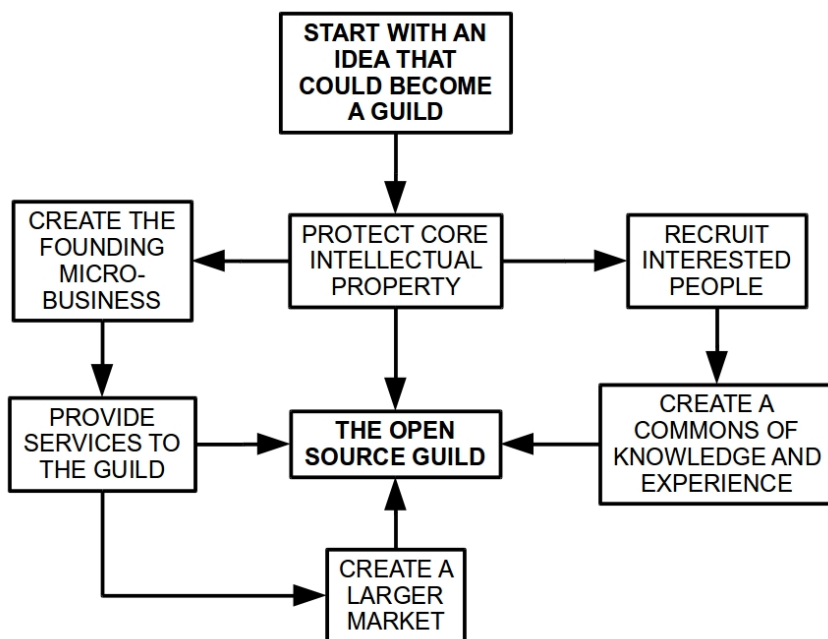 START WITH AN
IDEA THAT
COULD BECOME
A GUILD
CREATE THE
FOUNDING
MICRO-
BUSINESS
PROTECT CORE
INTELLECTUAL
PROPERTY
RECRUIT
INTERESTED
PEOPLE
PROVIDE
SERVICES TO
THE GUILD
THE OPEN
SOURCE GUILD
CREATE A
COMMONS OF
KNOWLEDGE AND
EXPERIENCE
CREATE A
LARGER
MARKET